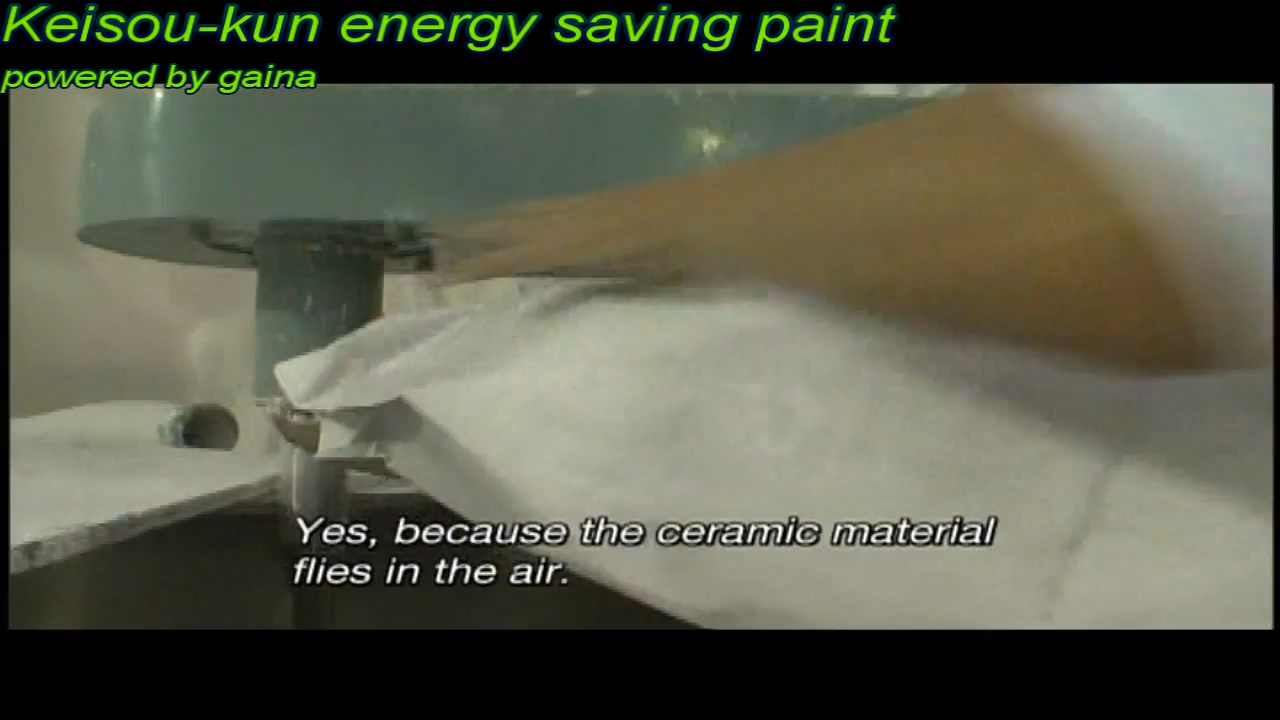 Keisou-kun energy saving paint
powered by gaina
Yes, because the ceramic material
flies in the air.